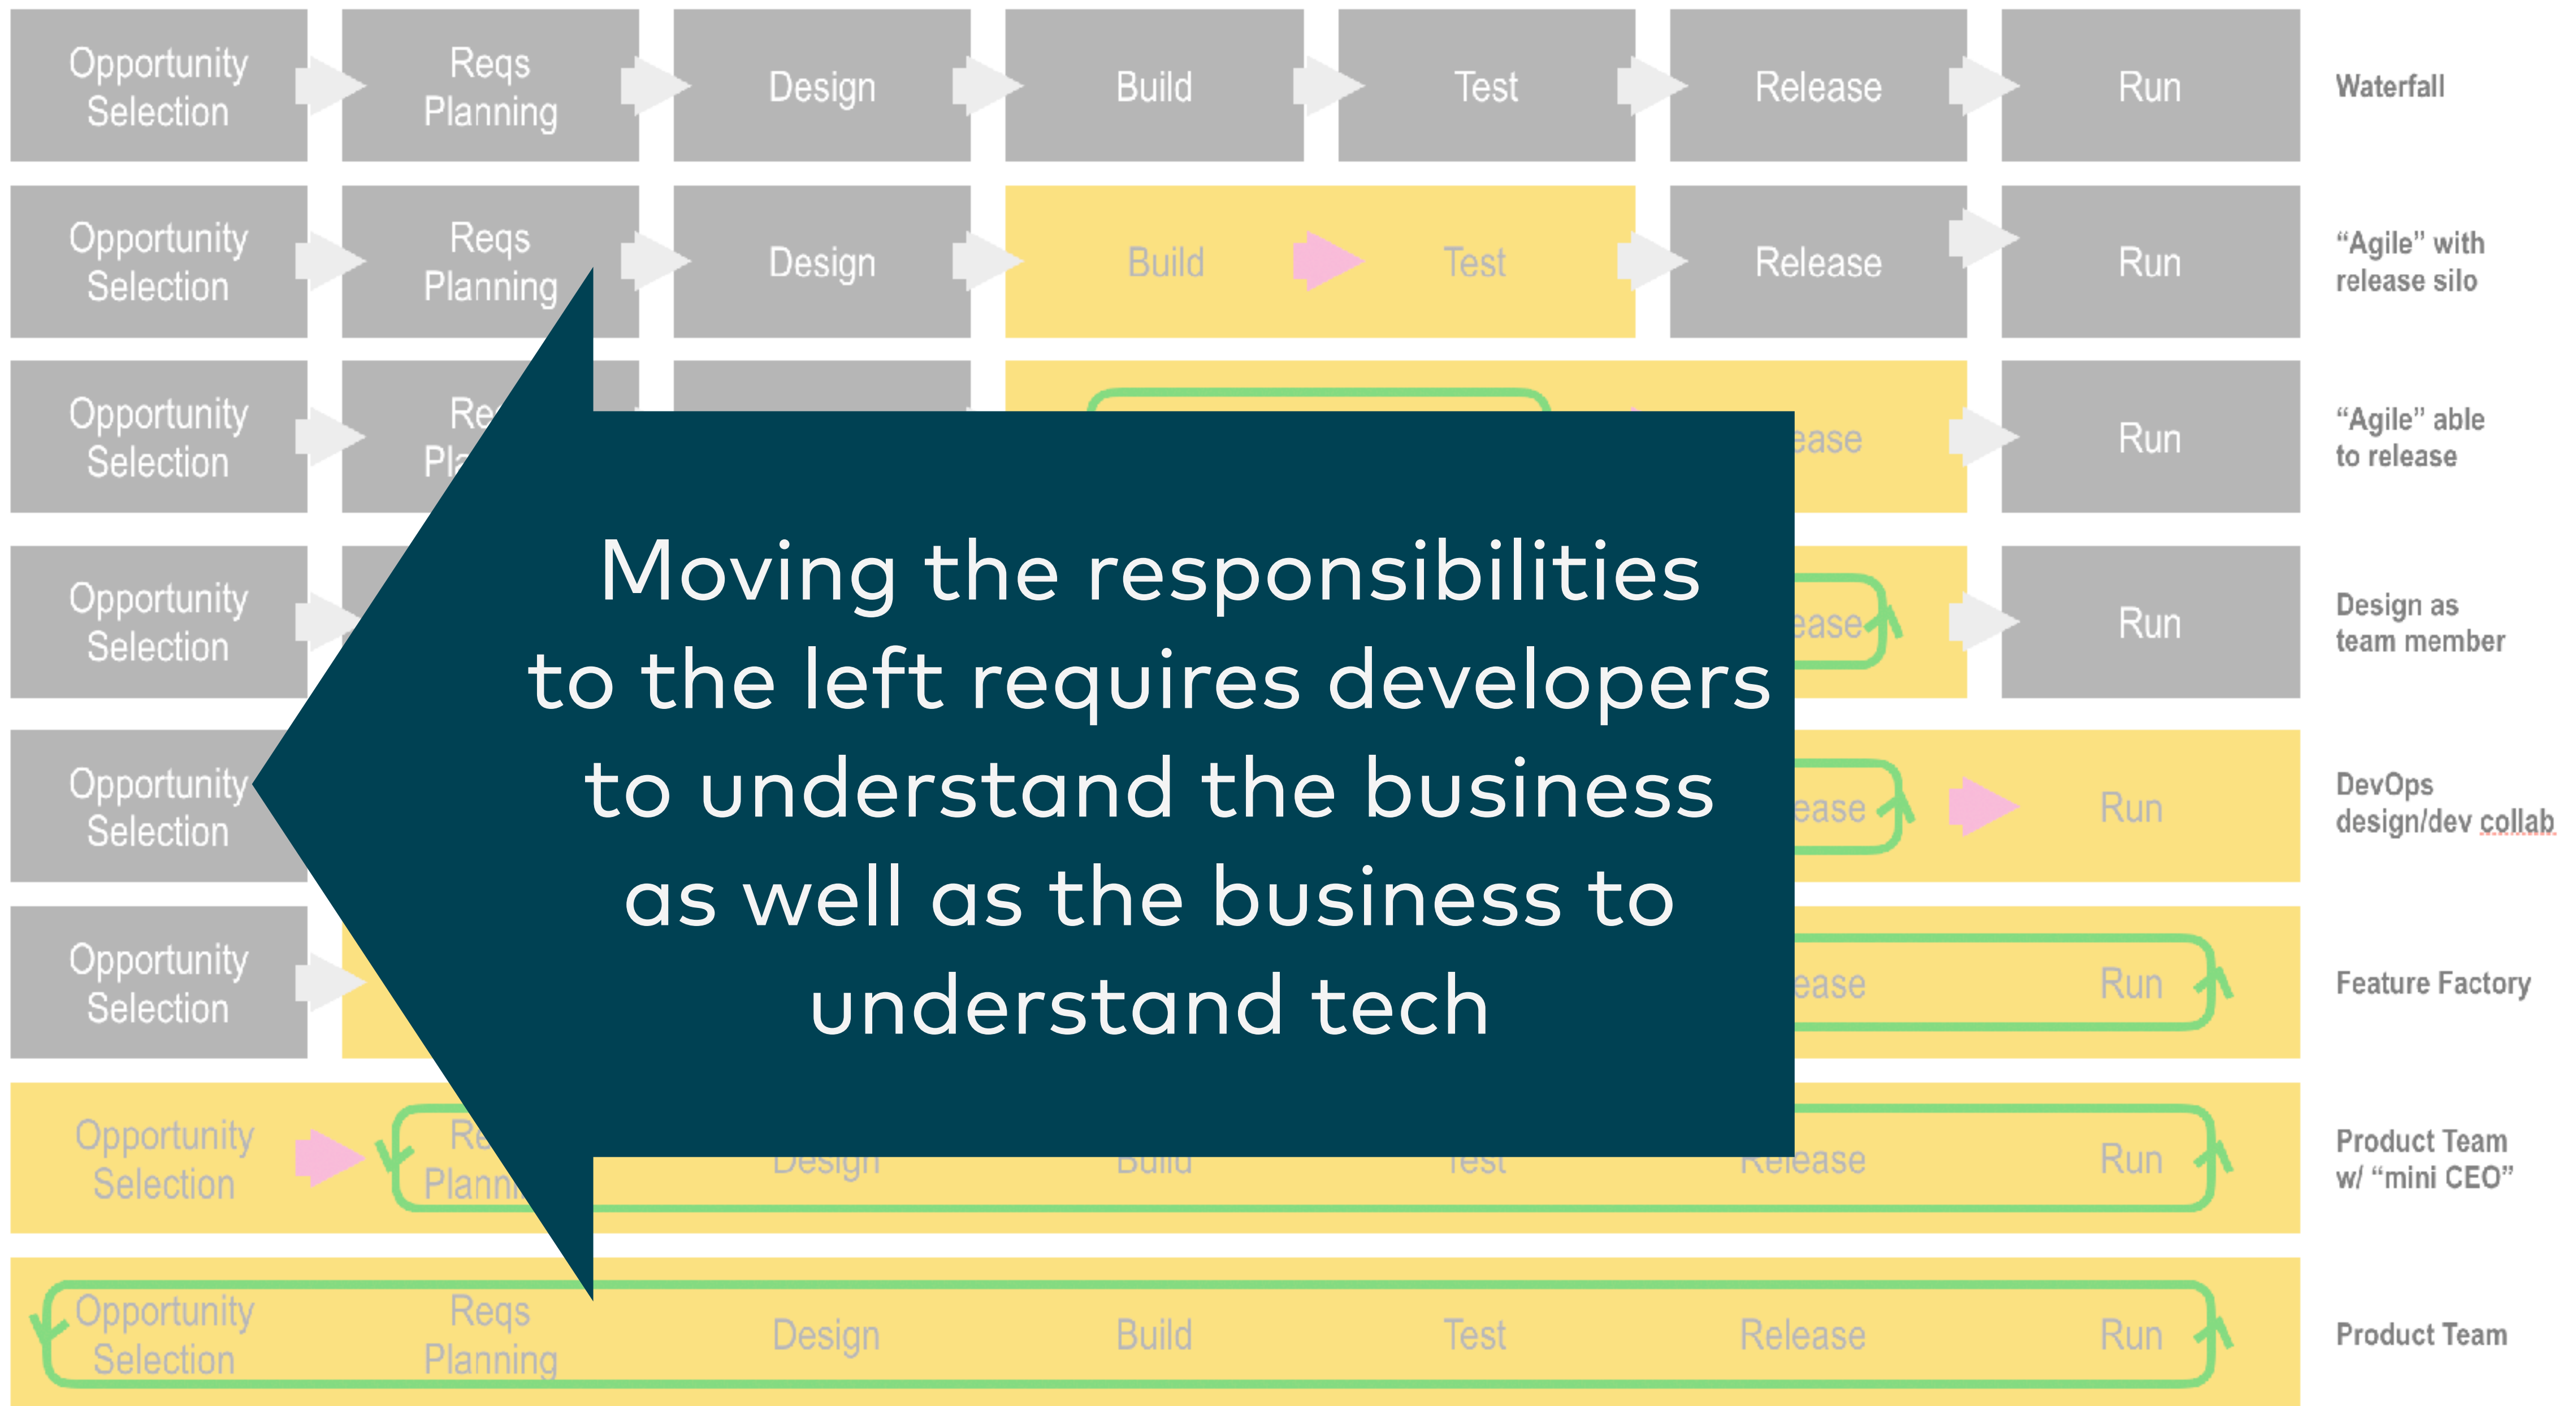 Opportunity
Selection
Reqs
Planning
Design
Build
Test
Release
Run
Waterfall
Opportunity
Selection
Reqs
Planning
Design
Build
Test
Release
Run
“Agile” with
release silo
Opportunity
Selection
Run
“Agile” able
to release
Opportunity
Selection
Run
Design as
team member
Opportunity
Selection
Run
DevOps
design/dev collab
Opportunity
Selection
Run
Feature Factory
Moving the responsibilities
to the left requires developers
to understand the business
as well as the business to
understand tech
Opportunity
Selection
Design
Build
Test
Release
Run
Product Team
w/ “mini CEO”
Opportunity
Selection
Reqs
Planning
Design
Build
Test
Release
Run
Product Team